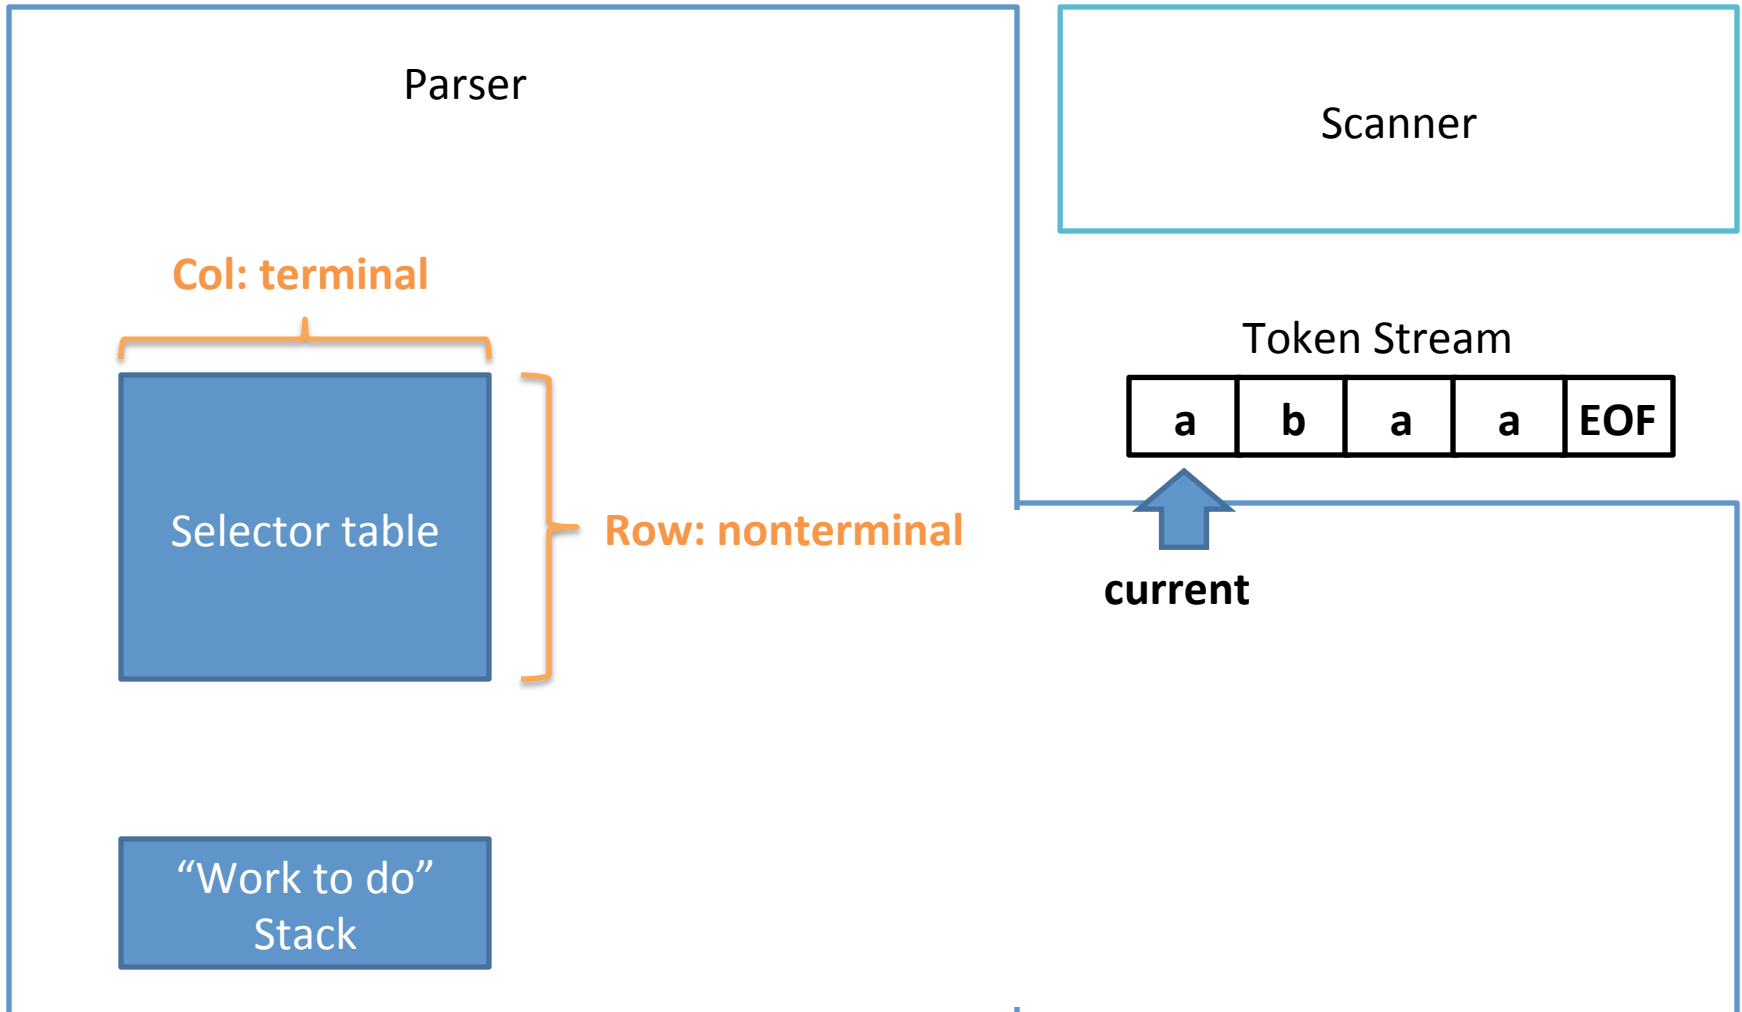 Parser
Scanner
Col: terminal
Token Stream
a b a a EOF
Selector table
Row: nonterminal
current
“Work to do”
Stack